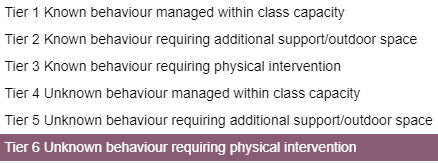 Tier 1 Known behaviour managed within class capacity
Tier 2 Known behaviour requiring additional support/outdoor space
Tier 3 Known behaviour requiring physical intervention
Tier 4 Unknown behaviour managed within class capacity
Tier 5 Unknown behaviour requiring additional support/outdoor space
Tier 6 Unknown behaviour requiring physical intervention